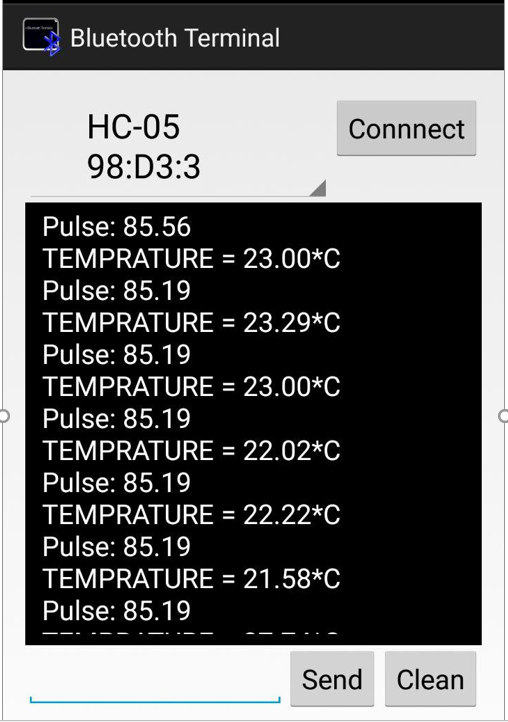 Bluetooth Terminal
HC-05
98:D3:3
Connnect
Pulse: 85.56
TEMPRATURE = 23.00*C
Pulse: 85.19
TEMPRATURE = 23.29*C
Pulse: 85.19
TEMPRATURE = 23.00*C
Pulse: 85.19
TEMPRATURE = 22.02*C
Pulse: 85.19
TEMPRATURE = 22.22*C
Pulse: 85.19
TEMPRATURE = 21.58*C
Pulse: 85.19
Send
Clean